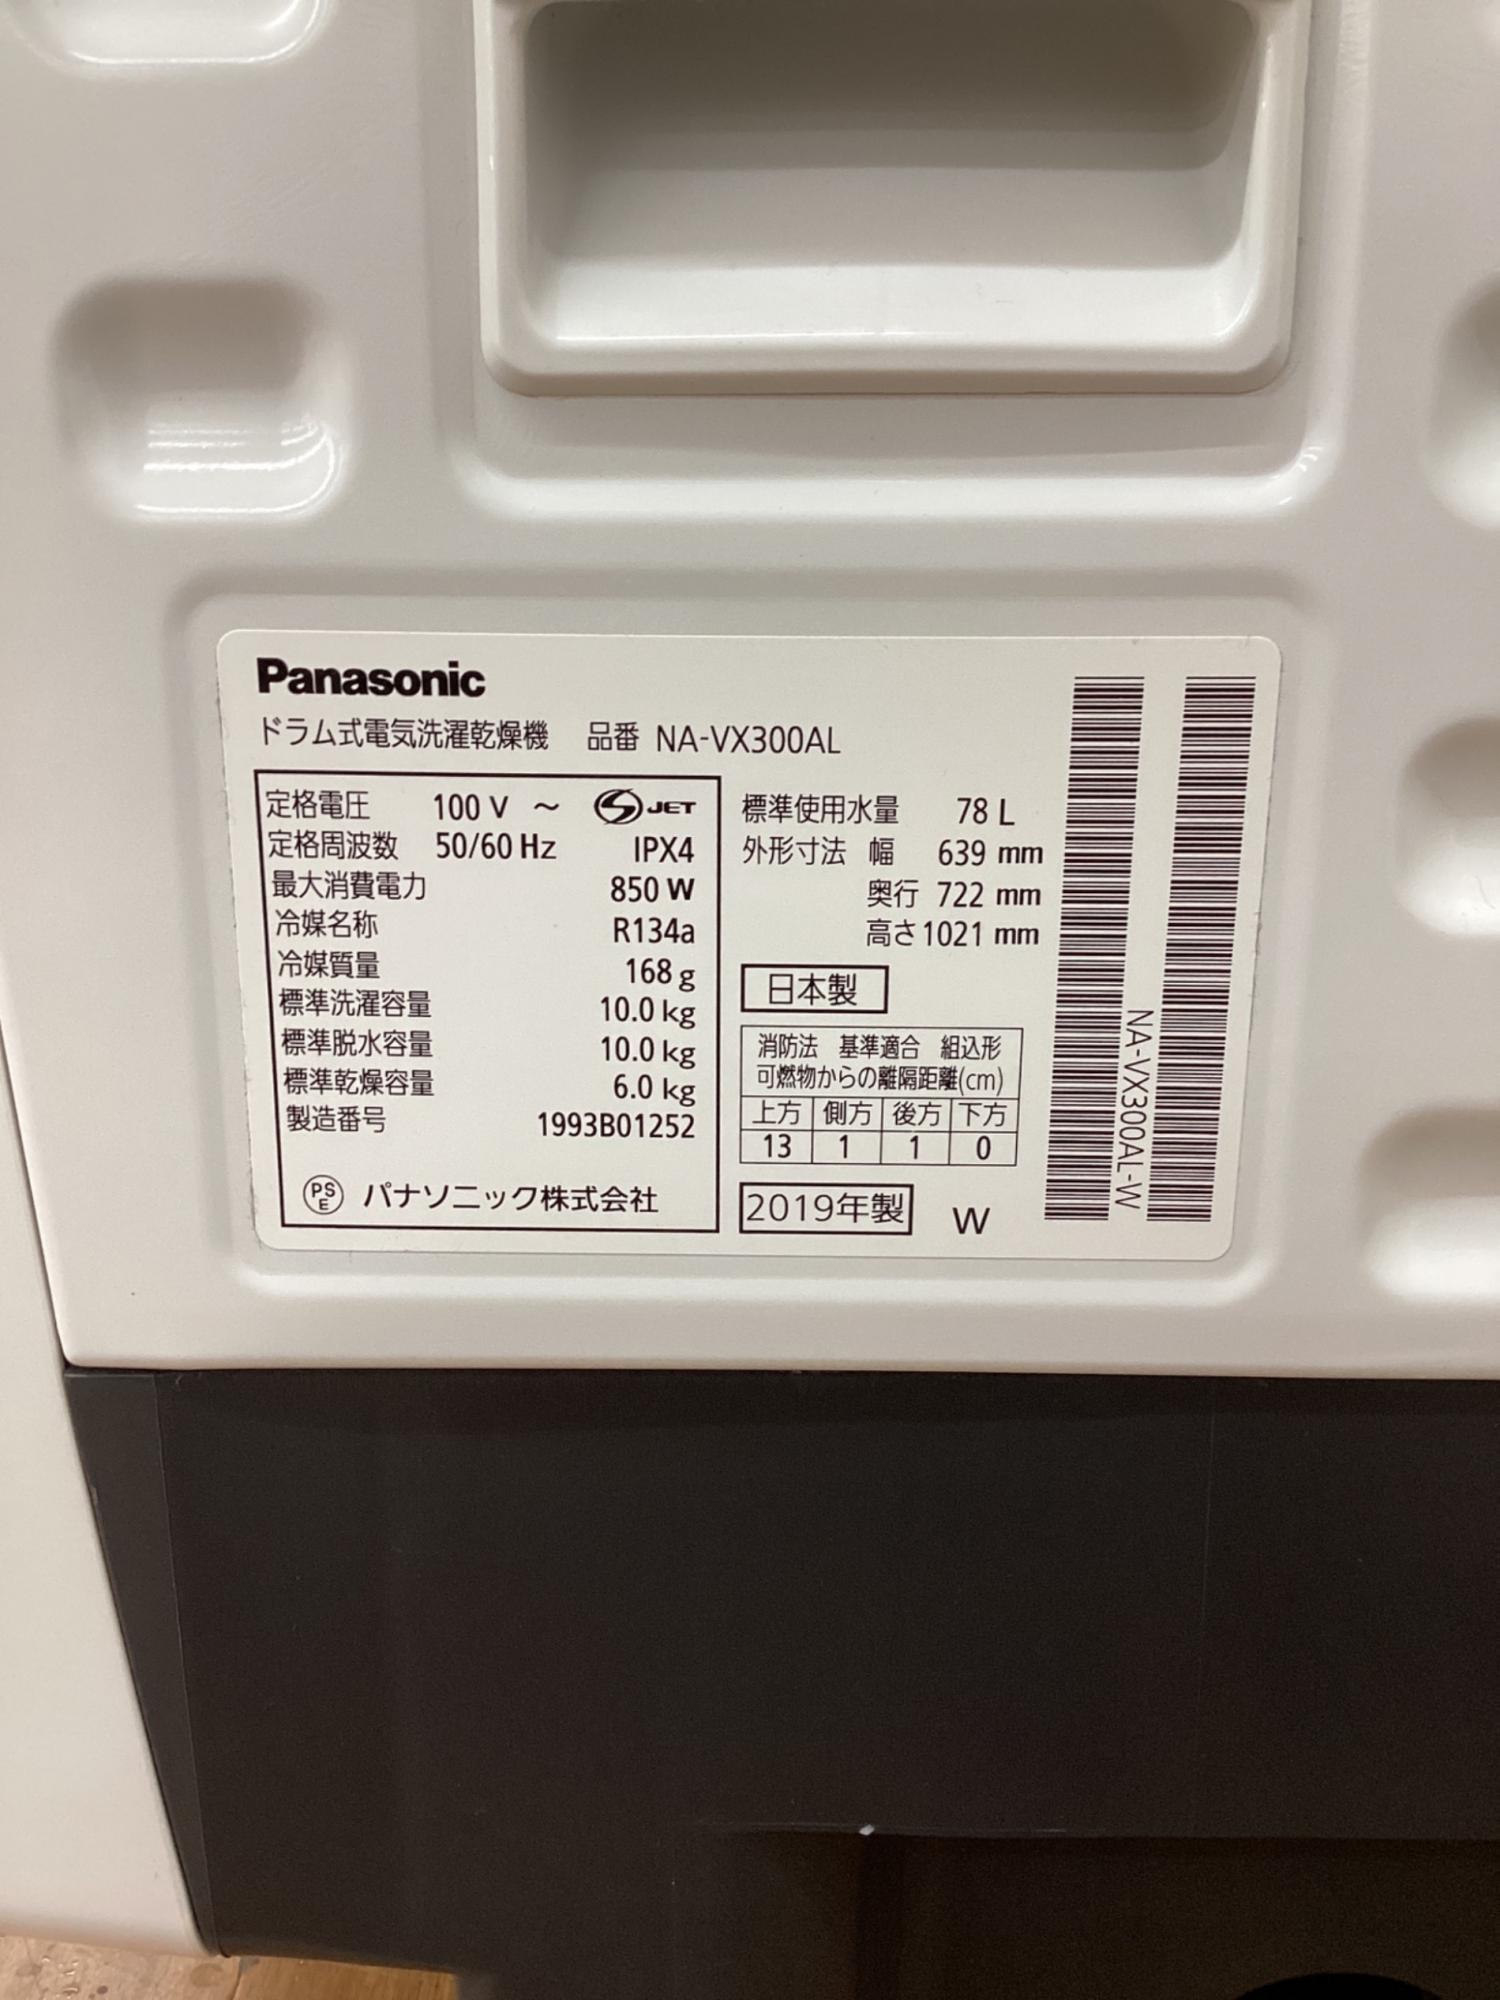 Panasonic
ドラム式電気洗濯乾燥機 品番 NA-VX300AL
定格電圧 100 V ～ JET
定格周波数 50/60 Hz IPX4
最大消費電力 850 W
冷媒名称 R134a
冷媒質量 168 g
標準洗濯容量 10.0 kg
標準脱水容量 10.0 kg
標準乾燥容量 6.0 kg
製造番号 1993B01252
PS
E
パナソニック株式会社
標準使用水量 78 L
外形寸法 幅 639 mm
奥行 722 mm
高さ 1021 mm
日本製
消防法 基準適合 組込形
可燃物からの離隔距離(cm)
上方 側方 後方 下方
13 1 1 0
2019年製 W
NA-VX300AL-W